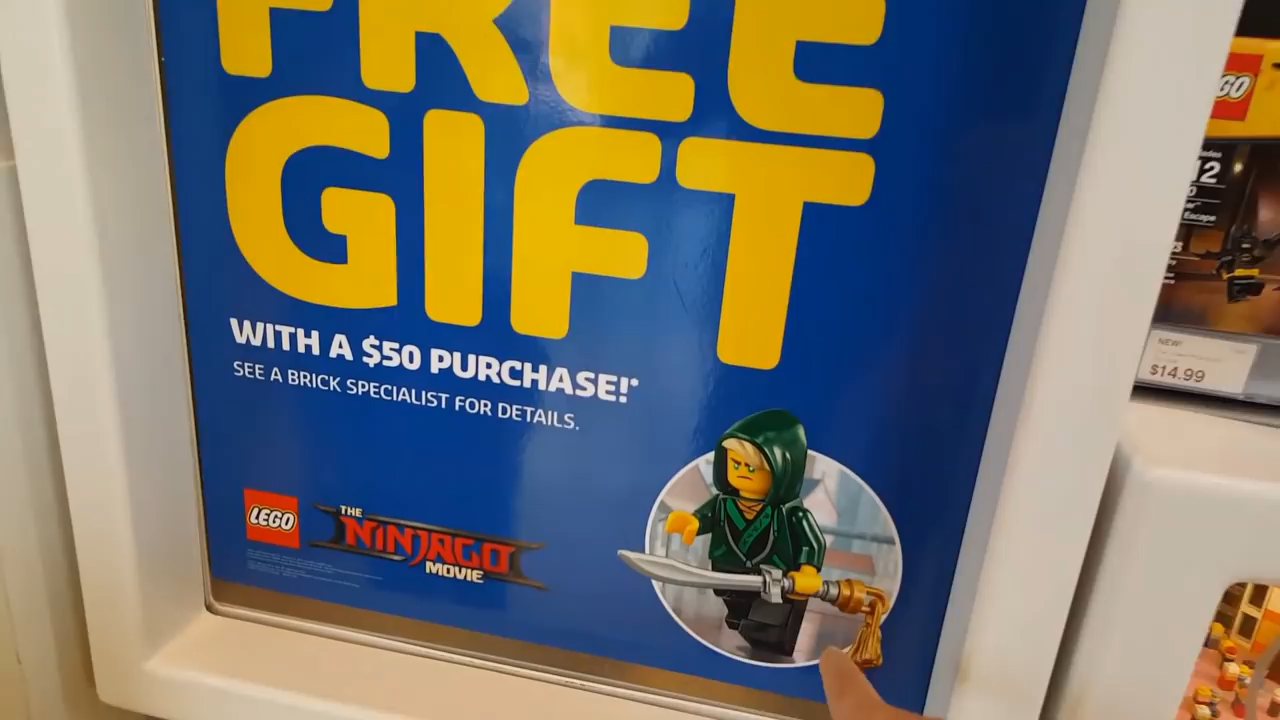 FREE
GIFT
WITH A $50 PURCHASE!*
SEE A BRICK SPECIALIST FOR DETAILS.
LEGO
THE
NINJAGO
MOVIE
GO
12
Escape
NEW!
$14.99